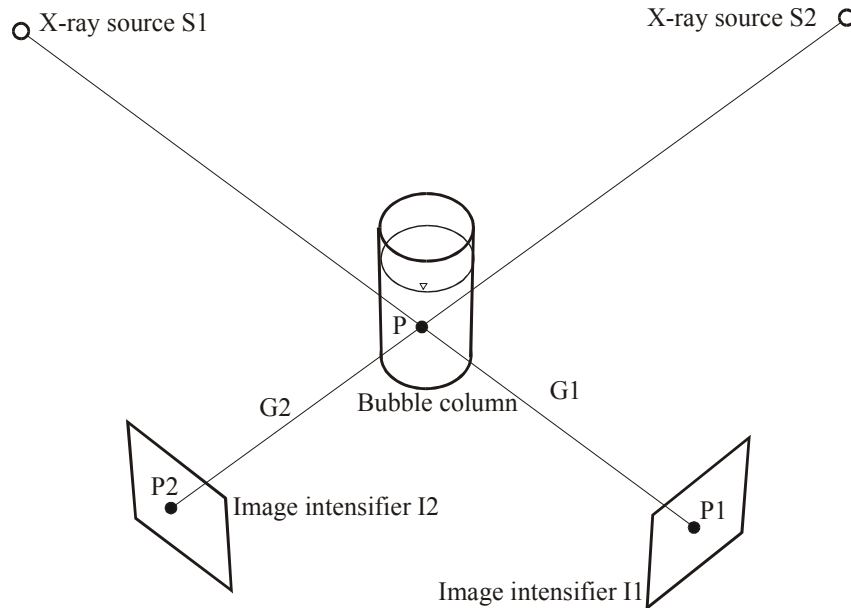 X-ray source S1
X-ray source S2
P
G2
G1
Bubble column
P2
Image intensifier I2
P1
Image intensifier I1